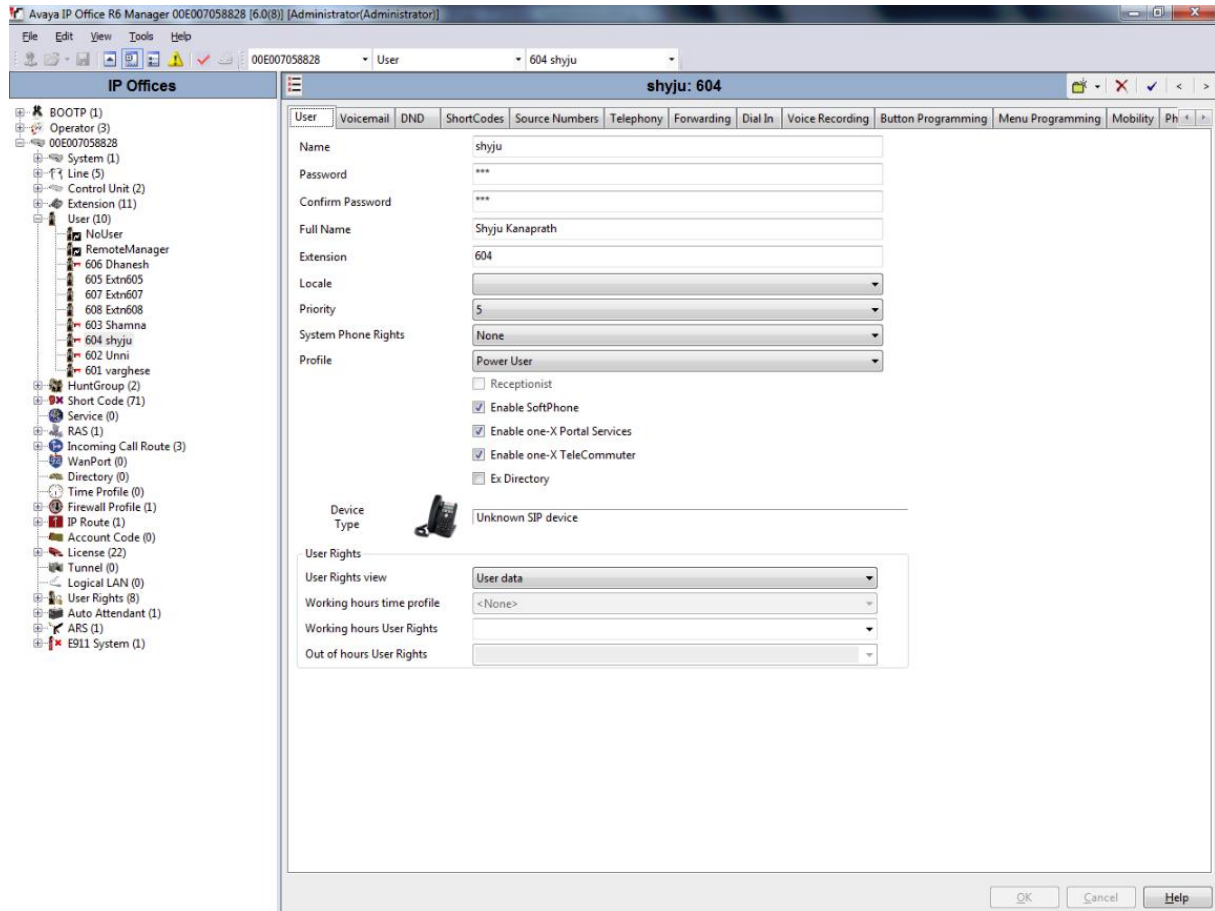 Avaya IP Office R6 Manager 00E007058828 [6.0(8)] [Administrator(Administrator)]
File Edit View Tools Help
00E007058828 User 604 shyju
IP Offices
BOOTP (1)
Operator (3)
00E007058828
System (1)
Line (5)
Control Unit (2)
Extension (11)
User (10)
NoUser
RemoteManager
606 Dhanesh
605 Extn605
607 Extn607
608 Extn608
603 Shamna
604 shyju
602 Unni
601 varghese
HuntGroup (2)
Short Code (71)
Service (0)
RAS (1)
Incoming Call Route (3)
WanPort (0)
Directory (0)
Time Profile (0)
Firewall Profile (1)
IP Route (1)
Account Code (0)
License (22)
Tunnel (0)
Logical LAN (0)
User Rights (8)
Auto Attendant (1)
ARS (1)
E911 System (1)
shyju: 604
User Voicemail DND ShortCodes Source Numbers Telephony Forwarding Dial In Voice Recording Button Programming Menu Programming Mobility Ph
Name shyju
Password ***
Confirm Password ***
Full Name Shyju Kanaprath
Extension 604
Locale
Priority 5
System Phone Rights None
Profile Power User
Receptionist
Enable SoftPhone
Enable one-X Portal Services
Enable one-X TeleCommuter
Ex Directory
Device
Type
Unknown SIP device
User Rights
User Rights view User data
Working hours time profile <None>
Working hours User Rights
Out of hours User Rights
OK Cancel Help